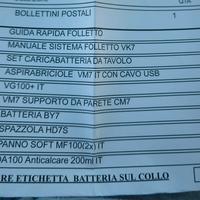 QTA
BOLLETTINI POSTALI 1
GUIDA RAPIDA FOLLETTO
MANUALE SISTEMA FOLLETTO VK7
SET CARICABATTERIA DA TAVOLO
ASPIRABRICIOLE VM7 IT CON CAVO USB
VG100+ IT
VM7 SUPPORTO DA PARETE CM7
BATTERIA BY7
SPAZZOLA HD7S
PANNO SOFT MF100(2x) IT
DA100 Anticalcare 200ml IT
RE ETICHETTA BATTERIA SUL COLLO